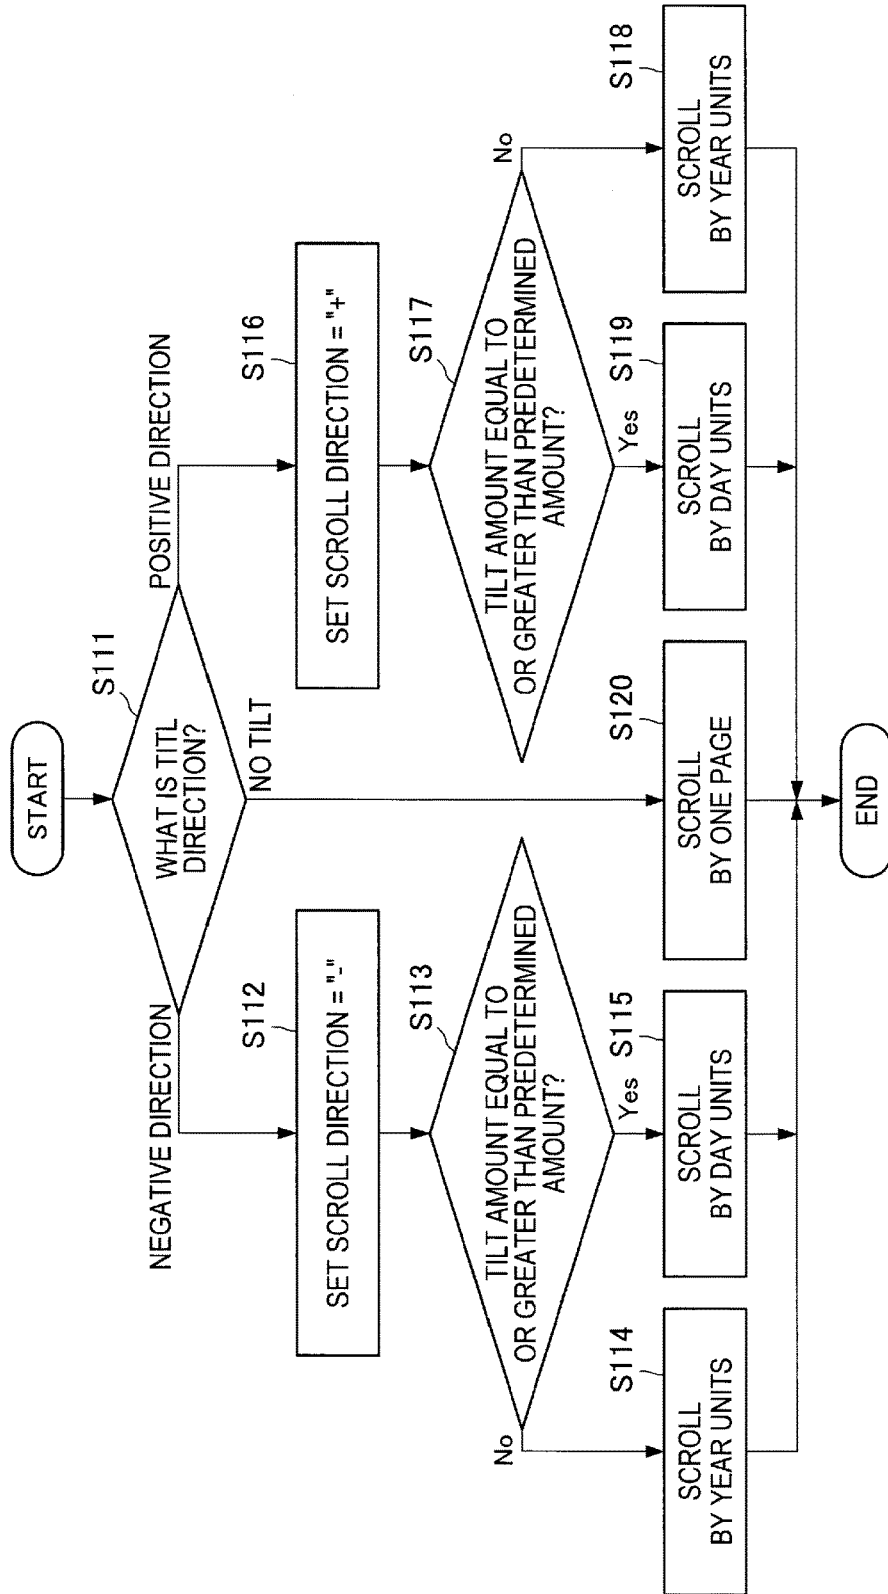 START
S111
WHAT IS TITL
DIRECTION?
NEGATIVE DIRECTION
POSITIVE DIRECTION
NO TILT
S112
SET SCROLL DIRECTION = "-"
S116
SET SCROLL DIRECTION = "+"
S113
TILT AMOUNT EQUAL TO
OR GREATER THAN PREDETERMINED
AMOUNT?
No
Yes
S117
TILT AMOUNT EQUAL TO
OR GREATER THAN PREDETERMINED
AMOUNT?
No
Yes
S114
SCROLL
BY YEAR UNITS
S115
SCROLL
BY DAY UNITS
S120
SCROLL
BY ONE PAGE
S119
SCROLL
BY DAY UNITS
S118
SCROLL
BY YEAR UNITS
END